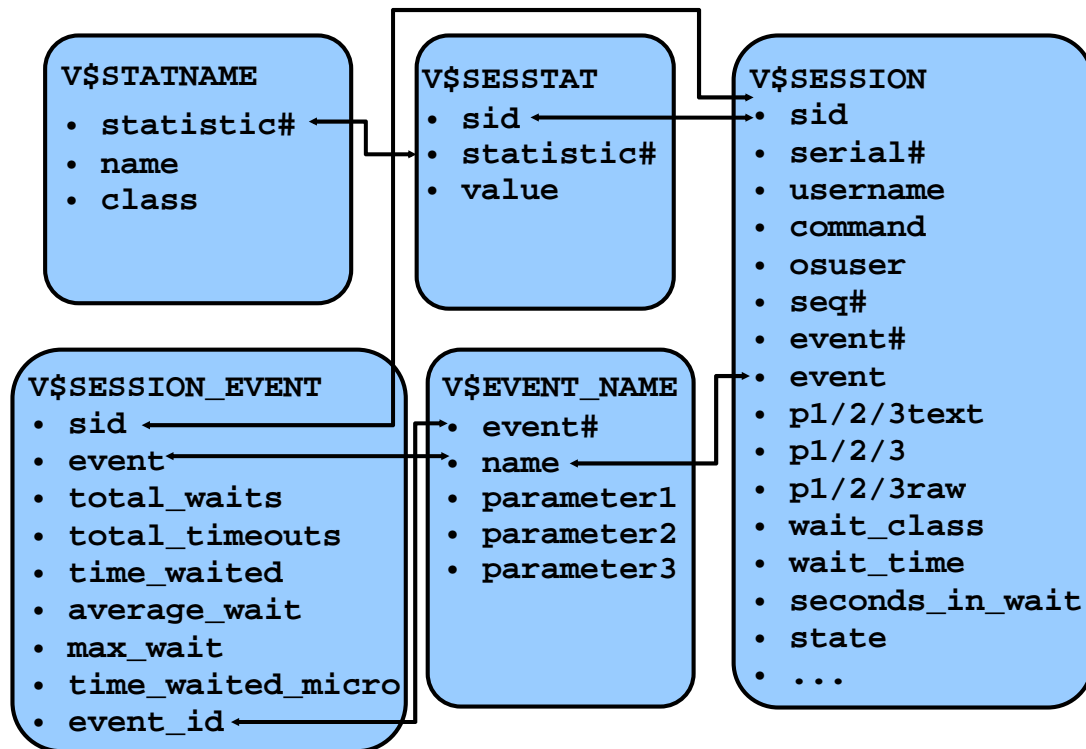 V$STATNAME
• statistic#
• name
• class
V$SESSTAT
• sid
• statistic#
• value
V$SESSION
• sid
• serial#
• username
• command
• osuser
• seq#
• event#
• event
• p1/2/3text
• p1/2/3
• p1/2/3raw
• wait_class
• wait_time
• seconds_in_wait
• state
• ...
V$SESSION_EVENT
• sid
• event
• total_waits
• total_timeouts
• time_waited
• average_wait
• max_wait
• time_waited_micro
• event_id
V$EVENT_NAME
• event#
• name
• parameter1
• parameter2
• parameter3